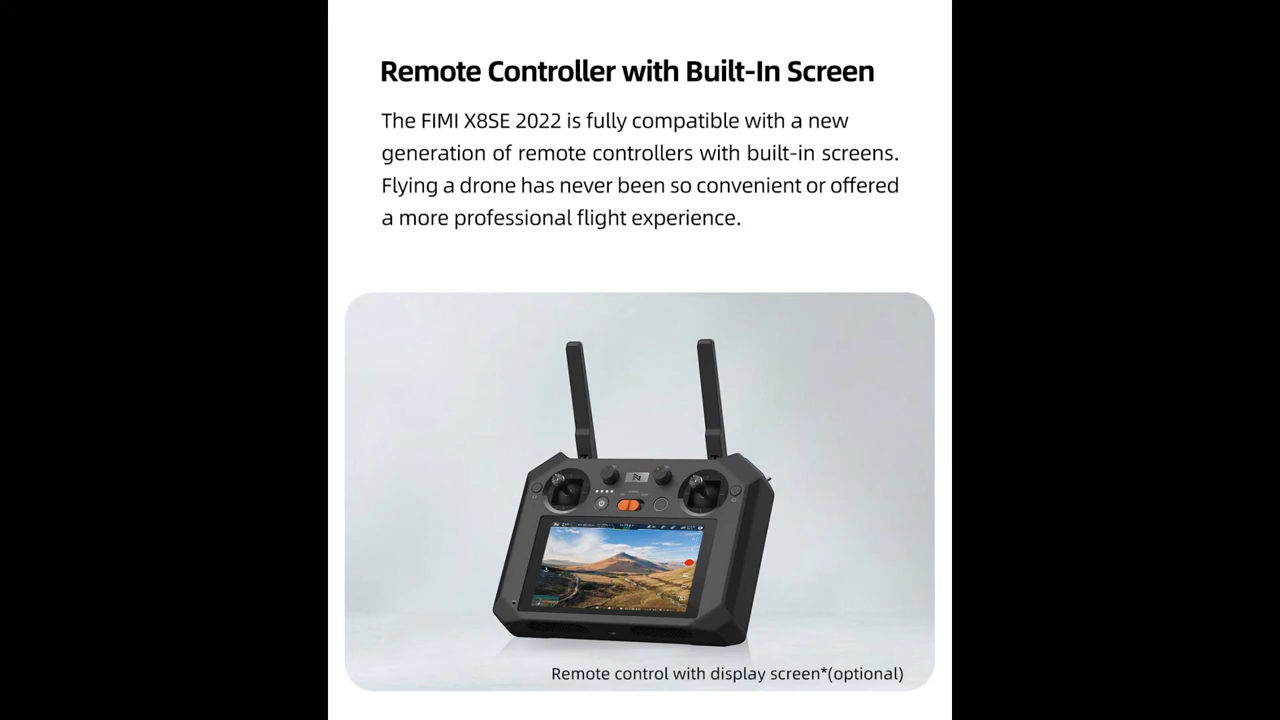 Remote Controller with Built-In Screen
The FIMI X8SE 2022 is fully compatible with a new
generation of remote controllers with built-in screens.
Flying a drone has never been so convenient or offered
a more professional flight experience.
Remote control with display screen*(optional)